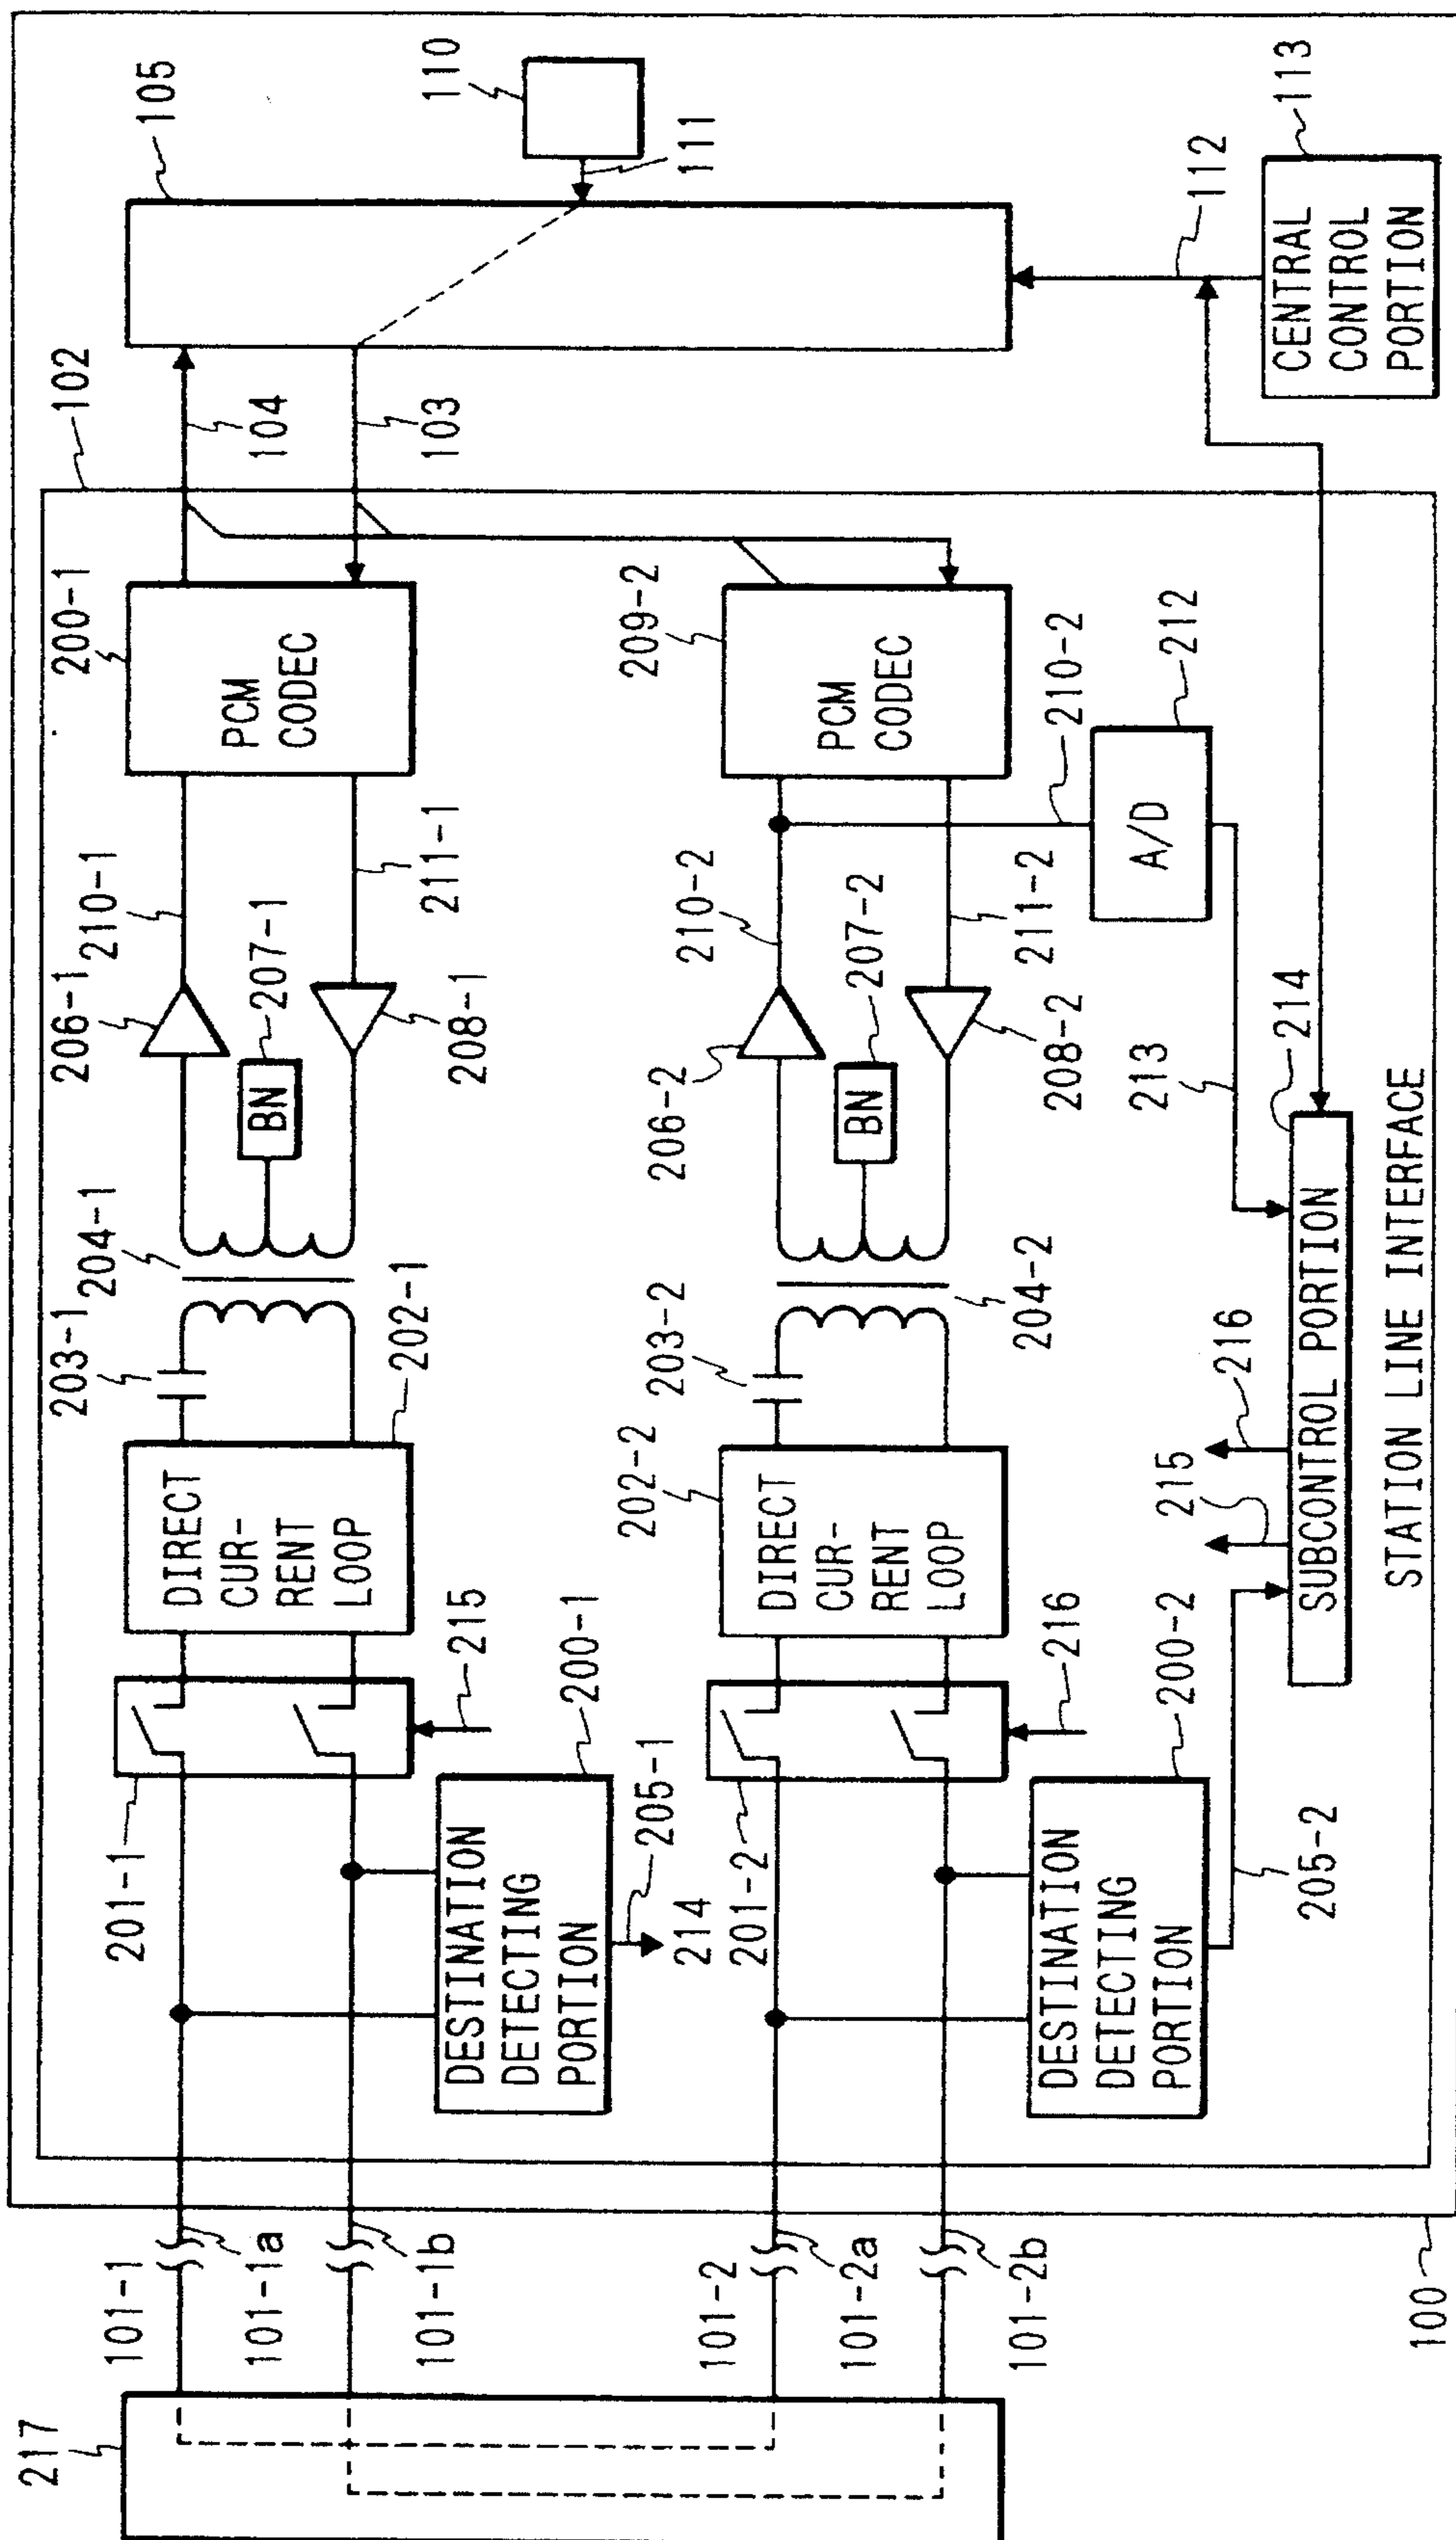 217
101-1
101-1a
101-1b
101-2
101-2a
101-2b
100
201-1
DESTINATION
DETECTING
PORTION
205-1
214
200-1
215
DIRECT
CUR-
RENT
LOOP
202-1
203-1
204-1
206-1
BN
207-1
208-1
210-1
211-1
PCM
CODEC
200-1
102
104
103
105
110
111
201-2
DESTINATION
DETECTING
PORTION
205-2
200-2
216
DIRECT
CUR-
RENT
LOOP
202-2
203-2
204-2
206-2
BN
207-2
208-2
210-2
211-2
PCM
CODEC
209-2
210-2
A/D
212
213
214
215
216
SUBCONTROL PORTION
STATION LINE INTERFACE
112
CENTRAL
CONTROL
PORTION
113